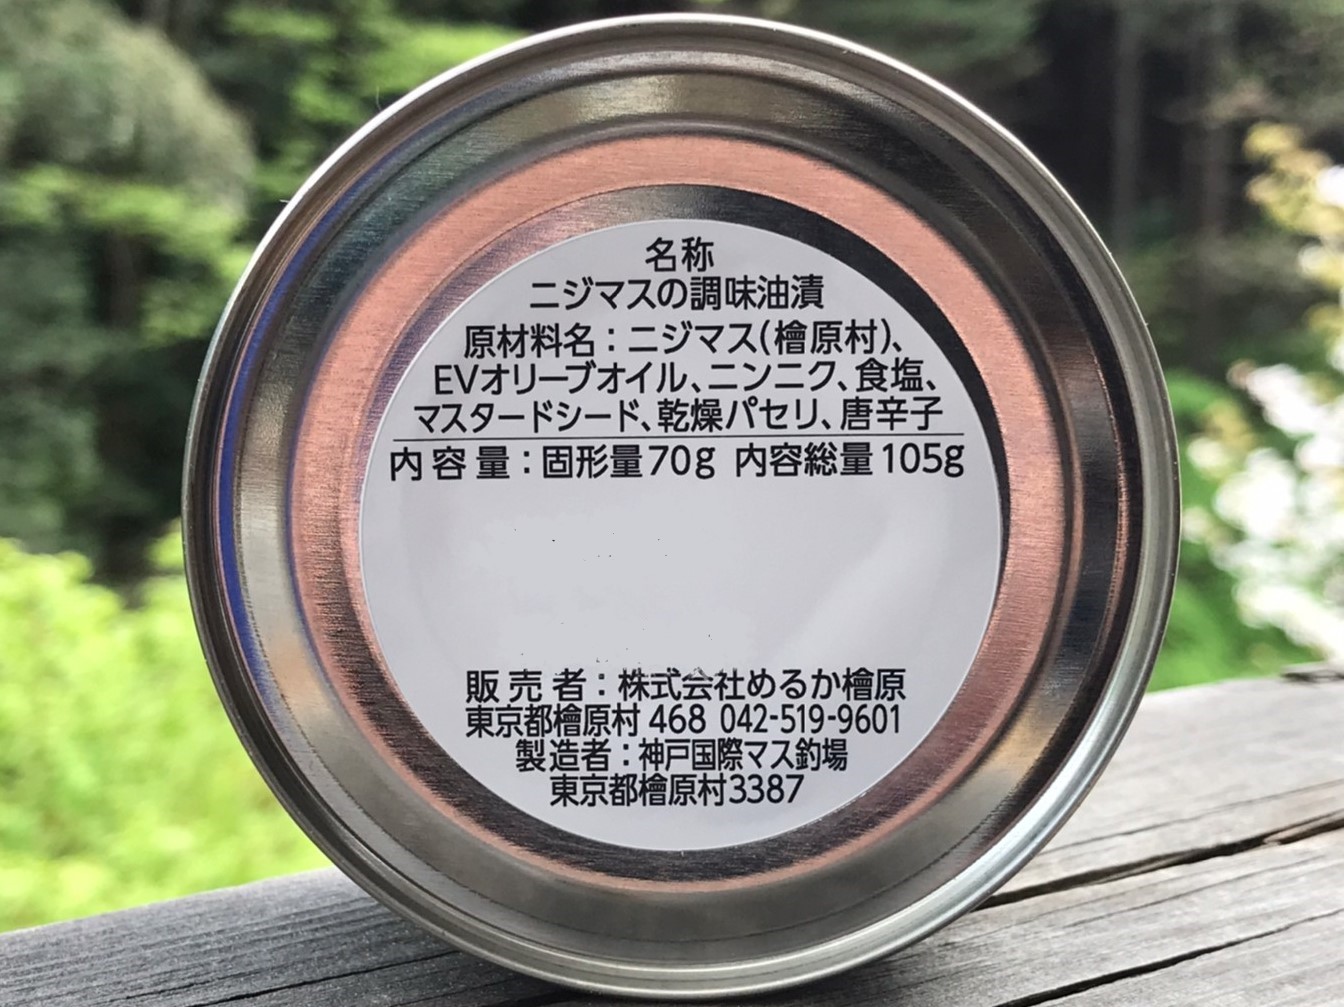 名称
ニジマスの調味油漬
原材料名：ニジマス(檜原村)、
EVオリーブオイル、ニンニク、食塩、
マスタードシード、乾燥パセリ、唐辛子
内容量：固形量70g 内容総量105g
販売者：株式会社めるか檜原
東京都檜原村 468 042-519-9601
製造者：神戸国際マス釣場
東京都檜原村3387